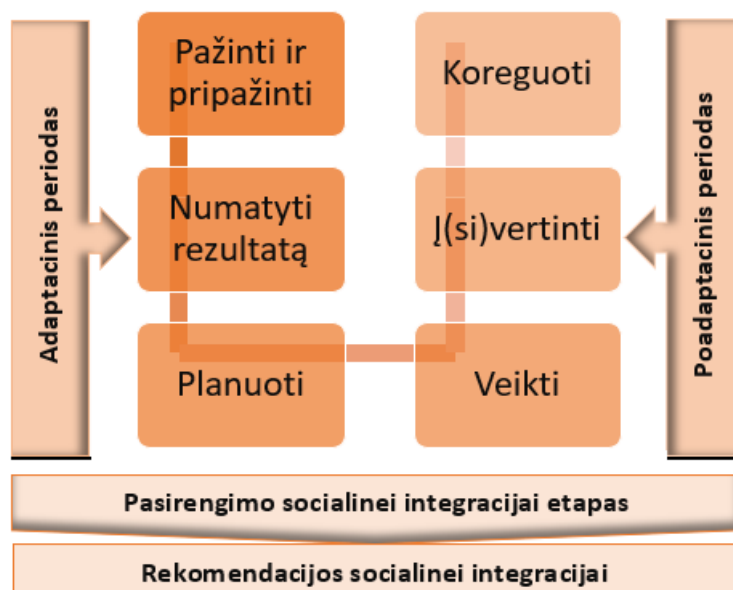 Adaptacinis periodas
Pažinti ir
pripažinti
Numatyti
rezultatą
Planuoti
Koreguoti
Į(si)vertinti
Veikti
Poadaptacinis periodas
Pasirengimo socialinei integracijai etapas
Rekomendacijos socialinei integracijai